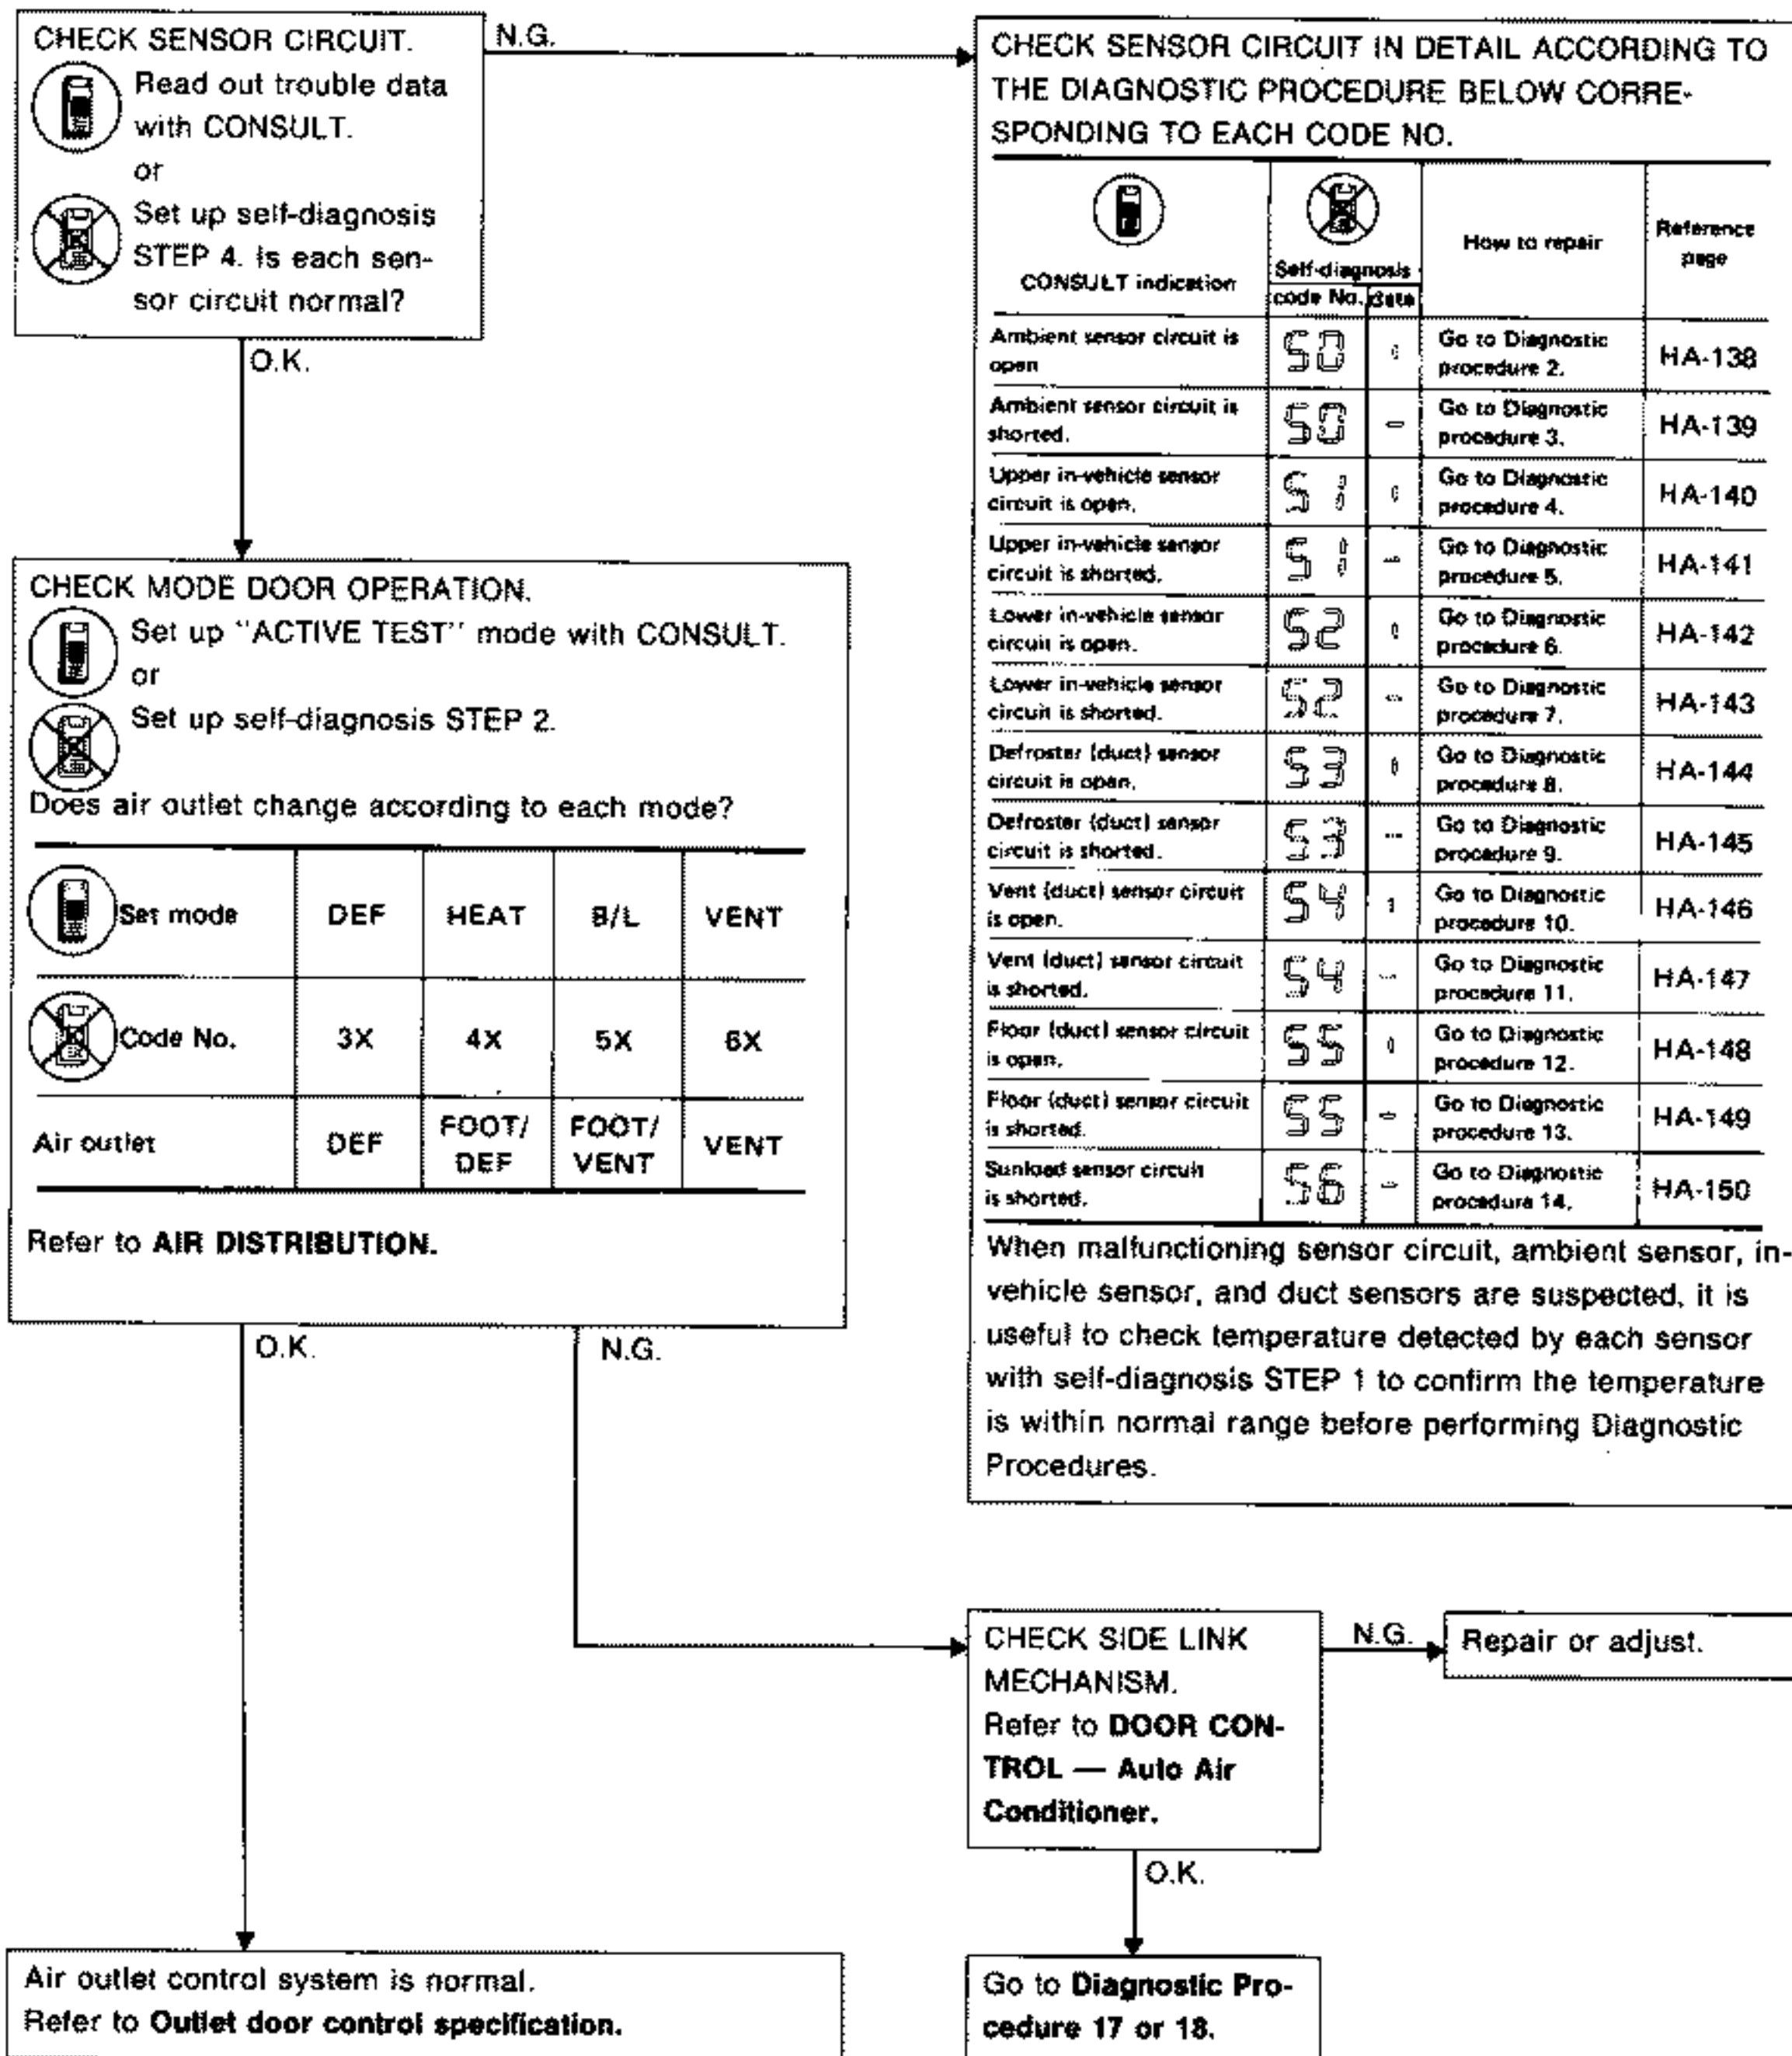 CHECK SENSOR CIRCUIT.
Read out trouble data
with CONSULT.
or
Set up self-diagnosis
STEP 4. Is each sen-
sor circuit normal?
N.G.
O.K.
CHECK SENSOR CIRCUIT IN DETAIL ACCORDING TO
THE DIAGNOSTIC PROCEDURE BELOW CORRE-
SPONDING TO EACH CODE NO.
CONSULT indication
Self-diagnosis
code No. data
How to repair
Reference
page
Ambient sensor circuit is
open
50
Go to Diagnostic
procedure 2.
HA-138
Ambient sensor circuit is
shorted.
50 -
Go to Diagnostic
procedure 3.
HA-139
Upper in-vehicle sensor
circuit is open.
51
Go to Diagnostic
procedure 4.
HA-140
Upper in-vehicle sensor
circuit is shorted.
51 -
Go to Diagnostic
procedure 5.
HA-141
Lower in-vehicle sensor
circuit is open.
52
Go to Diagnostic
procedure 6.
HA-142
Lower in-vehicle sensor
circuit is shorted.
52 -
Go to Diagnostic
procedure 7.
HA-143
Defroster (duct) sensor
circuit is open.
53
Go to Diagnostic
procedure 8.
HA-144
Defroster (duct) sensor
circuit is shorted.
53 -
Go to Diagnostic
procedure 9.
HA-145
Vent (duct) sensor circuit
is open.
54
Go to Diagnostic
procedure 10.
HA-146
Vent (duct) sensor circuit
is shorted.
54 -
Go to Diagnostic
procedure 11.
HA-147
Floor (duct) sensor circuit
is open.
55
Go to Diagnostic
procedure 12.
HA-148
Floor (duct) sensor circuit
is shorted.
55 -
Go to Diagnostic
procedure 13.
HA-149
Sunload sensor circuit
is shorted.
56 -
Go to Diagnostic
procedure 14.
HA-150
When malfunctioning sensor circuit, ambient sensor, in-
vehicle sensor, and duct sensors are suspected, it is
useful to check temperature detected by each sensor
with self-diagnosis STEP 1 to confirm the temperature
is within normal range before performing Diagnostic
Procedures.
CHECK MODE DOOR OPERATION.
Set up "ACTIVE TEST" mode with CONSULT.
or
Set up self-diagnosis STEP 2.
Does air outlet change according to each mode?
Set mode DEF HEAT B/L VENT
Code No. 3X 4X 5X 6X
Air outlet DEF FOOT/ FOOT/ VENT
DEF VENT
Refer to AIR DISTRIBUTION.
O.K.
N.G.
CHECK SIDE LINK
MECHANISM.
Refer to DOOR CON-
TROL — Auto Air
Conditioner.
N.G.
Repair or adjust.
O.K.
Air outlet control system is normal.
Refer to Outlet door control specification.
Go to Diagnostic Pro-
cedure 17 or 18.